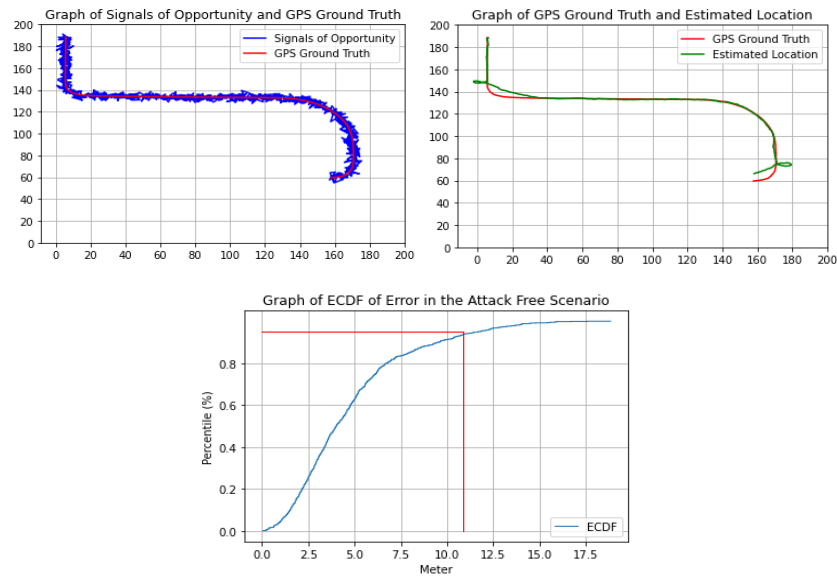 Graph of Signals of Opportunity and GPS Ground Truth
200
180
160
140
120
100
80
60
40
20
0
0 20 40 60 80 100 120 140 160 180 200
Signals of Opportunity
GPS Ground Truth
Graph of GPS Ground Truth and Estimated Location
200
180
160
140
120
100
80
60
40
20
0
0 20 40 60 80 100 120 140 160 180 200
GPS Ground Truth
Estimated Location
Graph of ECDF of Error in the Attack Free Scenario
Percentile (%)
0.8
0.6
0.4
0.2
0.0
0.0 2.5 5.0 7.5 10.0 12.5 15.0 17.5
Meter
ECDF